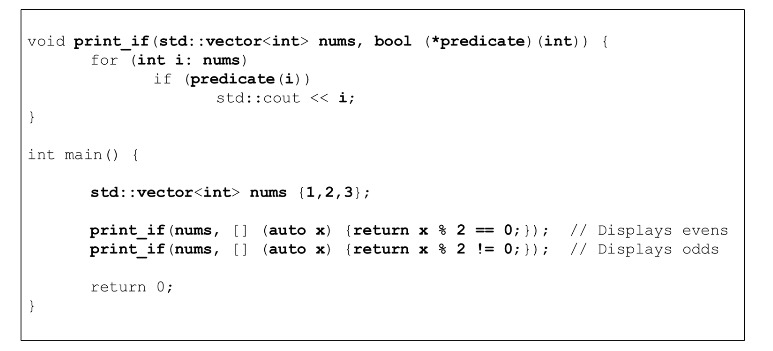 void print_if(std::vector<int> nums, bool (*predicate)(int)) {
for (int i: nums)
if (predicate(i))
std::cout << i;
}
int main() {
std::vector<int> nums {1,2,3};
print_if(nums, [] (auto x) {return x % 2 == 0;}); // Displays evens
print_if(nums, [] (auto x) {return x % 2 != 0;}); // Displays odds
return 0;
}